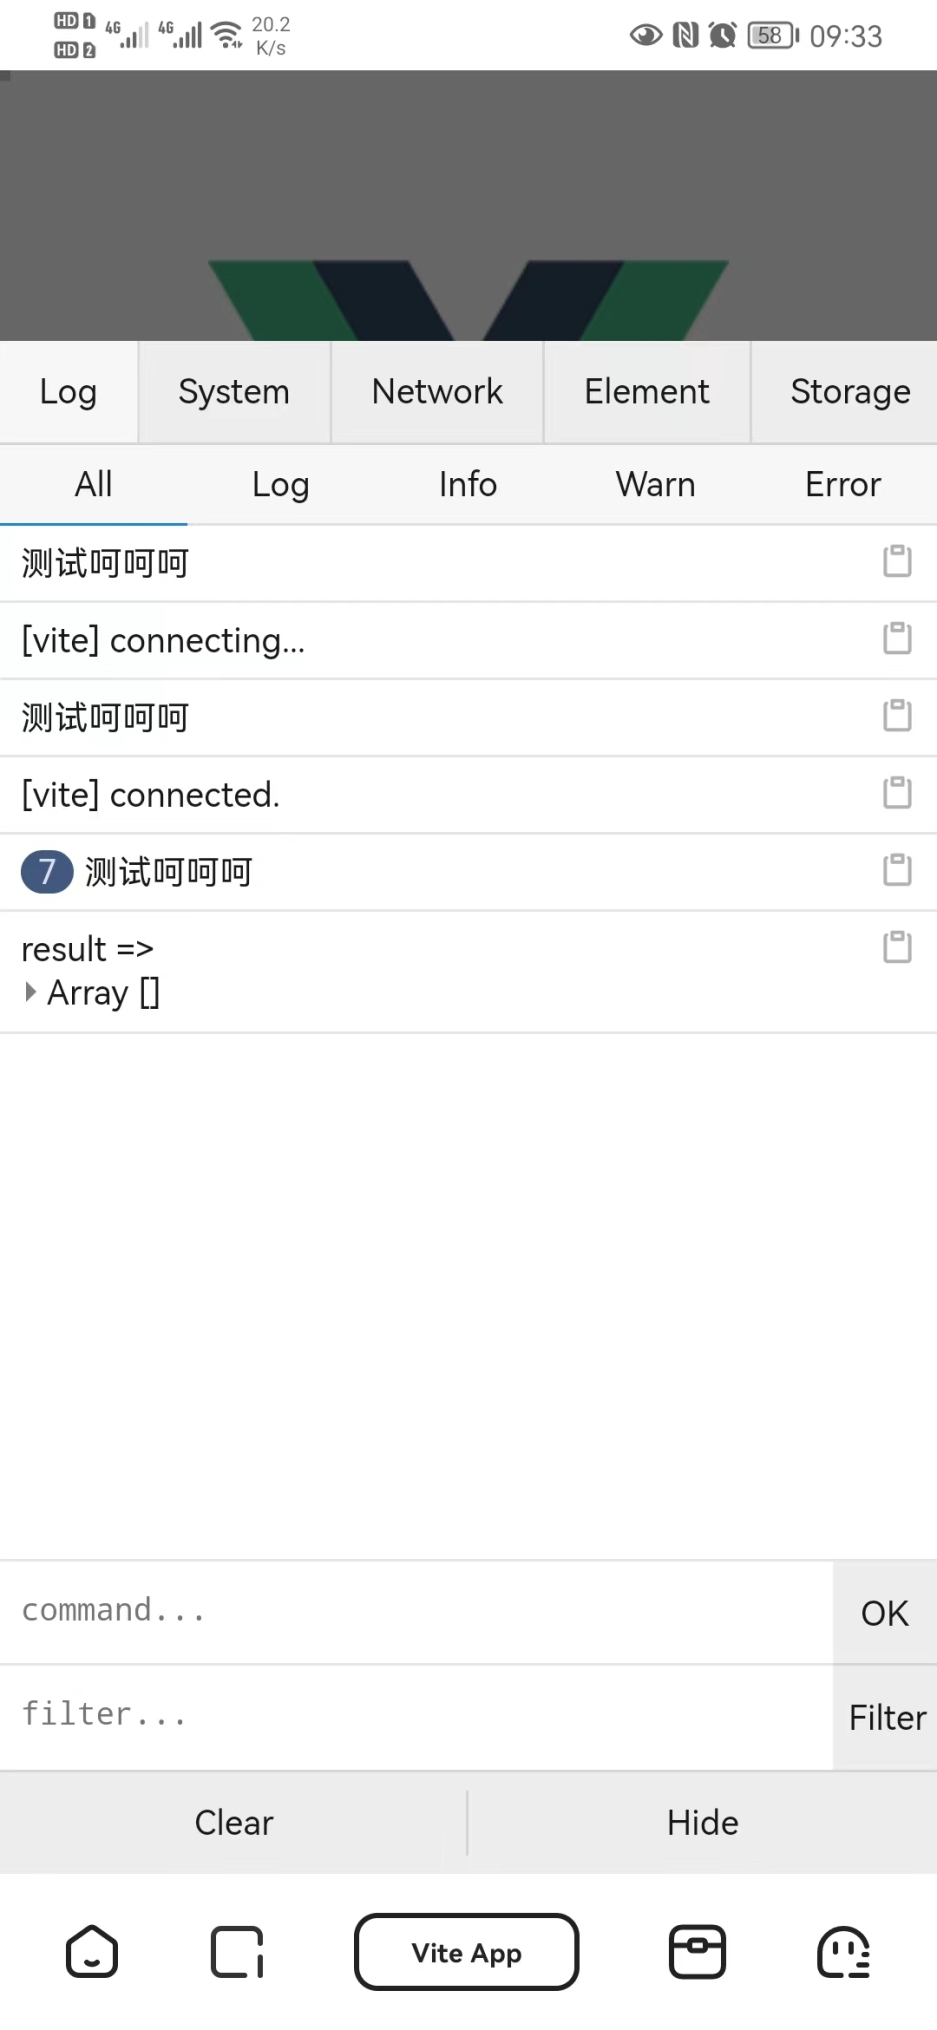 HD 1 4G 4G 20.2
HD 2 K/s
58 09:33
Log System Network Element Storage
All Log Info Warn Error
测试呵呵呵
[vite] connecting...
测试呵呵呵
[vite] connected.
7 测试呵呵呵
result =>
Array []
command...
OK
filter...
Filter
Clear Hide
Vite App